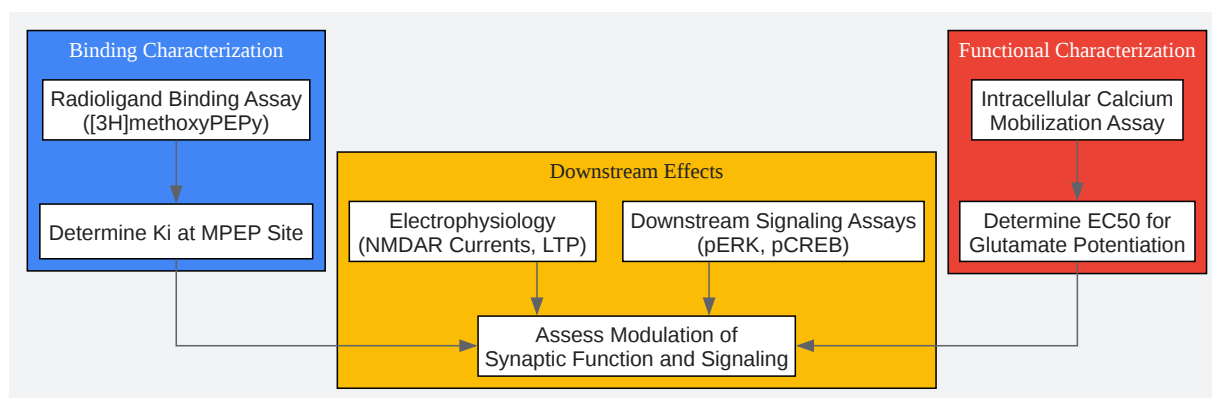 Binding Characterization
Radioligand Binding Assay
([3H]methoxyPEPy)
Determine Ki at MPEP Site
Downstream Effects
Electrophysiology
(NMDAR Currents, LTP)
Downstream Signaling Assays
(pERK, pCREB)
Assess Modulation of
Synaptic Function and Signaling
Functional Characterization
Intracellular Calcium
Mobilization Assay
Determine EC50 for
Glutamate Potentiation